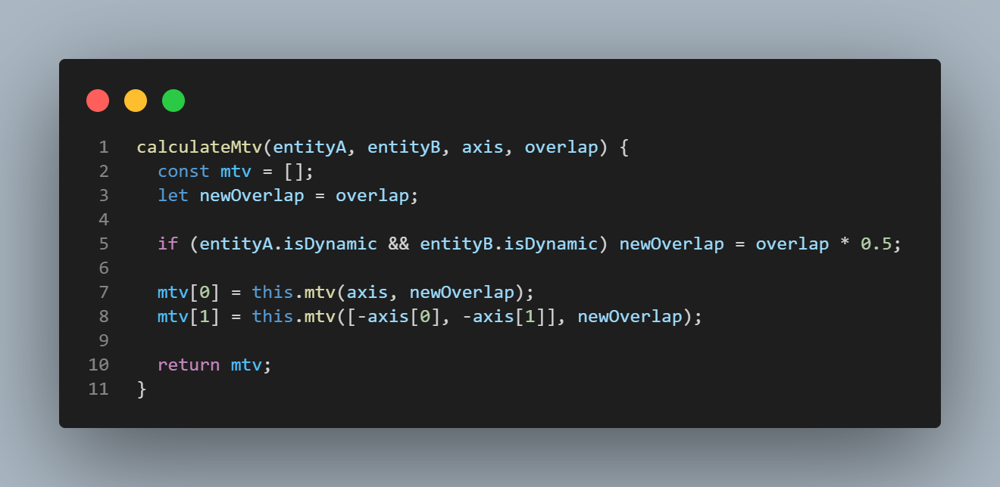 1 calculateMtv(entityA, entityB, axis, overlap) {
2   const mtv = [];
3   let newOverlap = overlap;
4
5   if (entityA.isDynamic && entityB.isDynamic) newOverlap = overlap * 0.5;
6
7   mtv[0] = this.mtv(axis, newOverlap);
8   mtv[1] = this.mtv([-axis[0], -axis[1]], newOverlap);
9
10   return mtv;
11 }